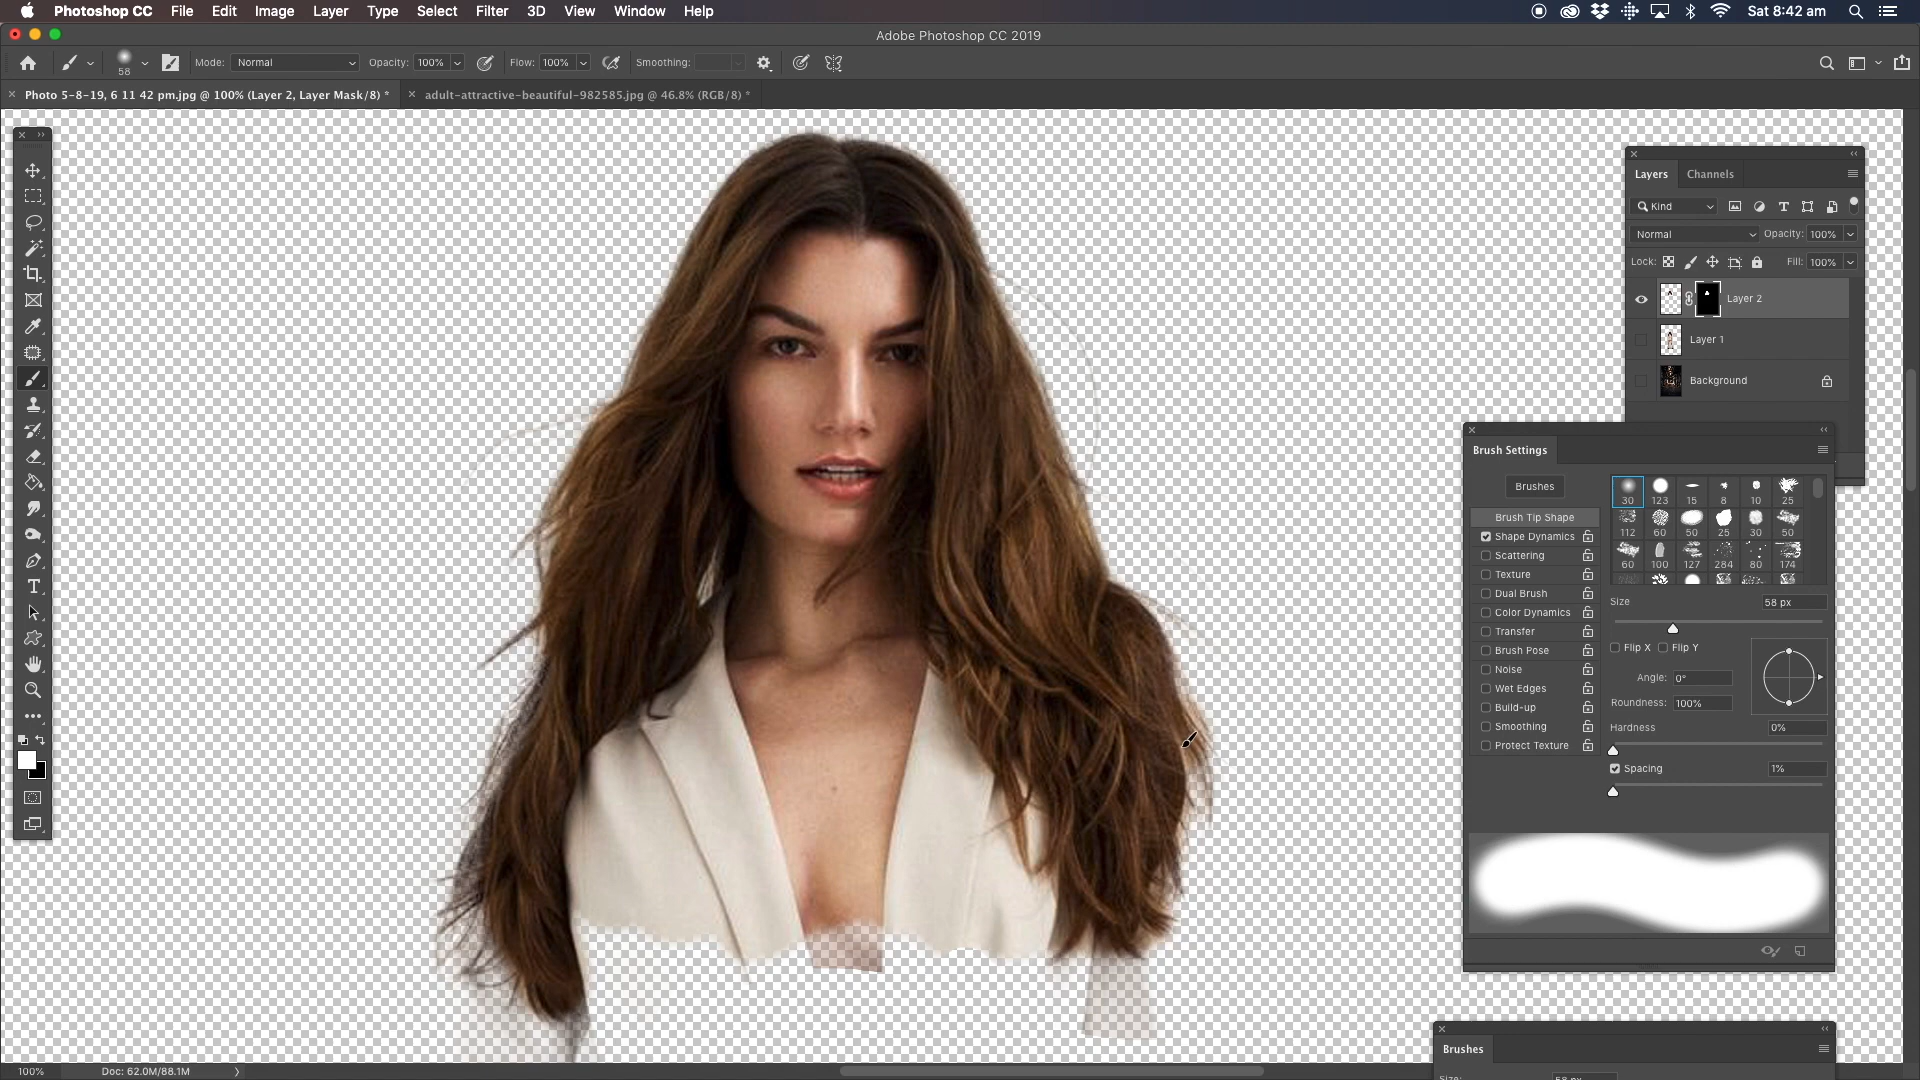 Photoshop CC File Edit Image Layer Type Select Filter 3D View Window Help Sat 8:42 am
Adobe Photoshop CC 2019
58 Mode: Normal Opacity: 100% Flow: 100% Smoothing:
× Photo 5-8-19, 6 11 42 pm.jpg @ 100% (Layer 2, Layer Mask/8) * × adult-attractive-beautiful-982585.jpg @ 46.8% (RGB/8) *
Layers Channels
Kind
Normal Opacity: 100%
Lock: Fill: 100%
Layer 2
Layer 1
Background
Brush Settings
Brushes
30 123 15 8 10 25
Brush Tip Shape
112 60 50 25 30 50
Shape Dynamics
Scattering
60 100 127 284 80 174
Texture
Dual Brush
Size 58 px
Color Dynamics
Transfer
Flip X Flip Y
Brush Pose
Noise
Angle: 0°
Wet Edges
Roundness: 100%
Build-up
Smoothing
Hardness 0%
Protect Texture
Spacing 1%
Brushes
100% Doc: 62.0M/88.1M
Size: 58 px